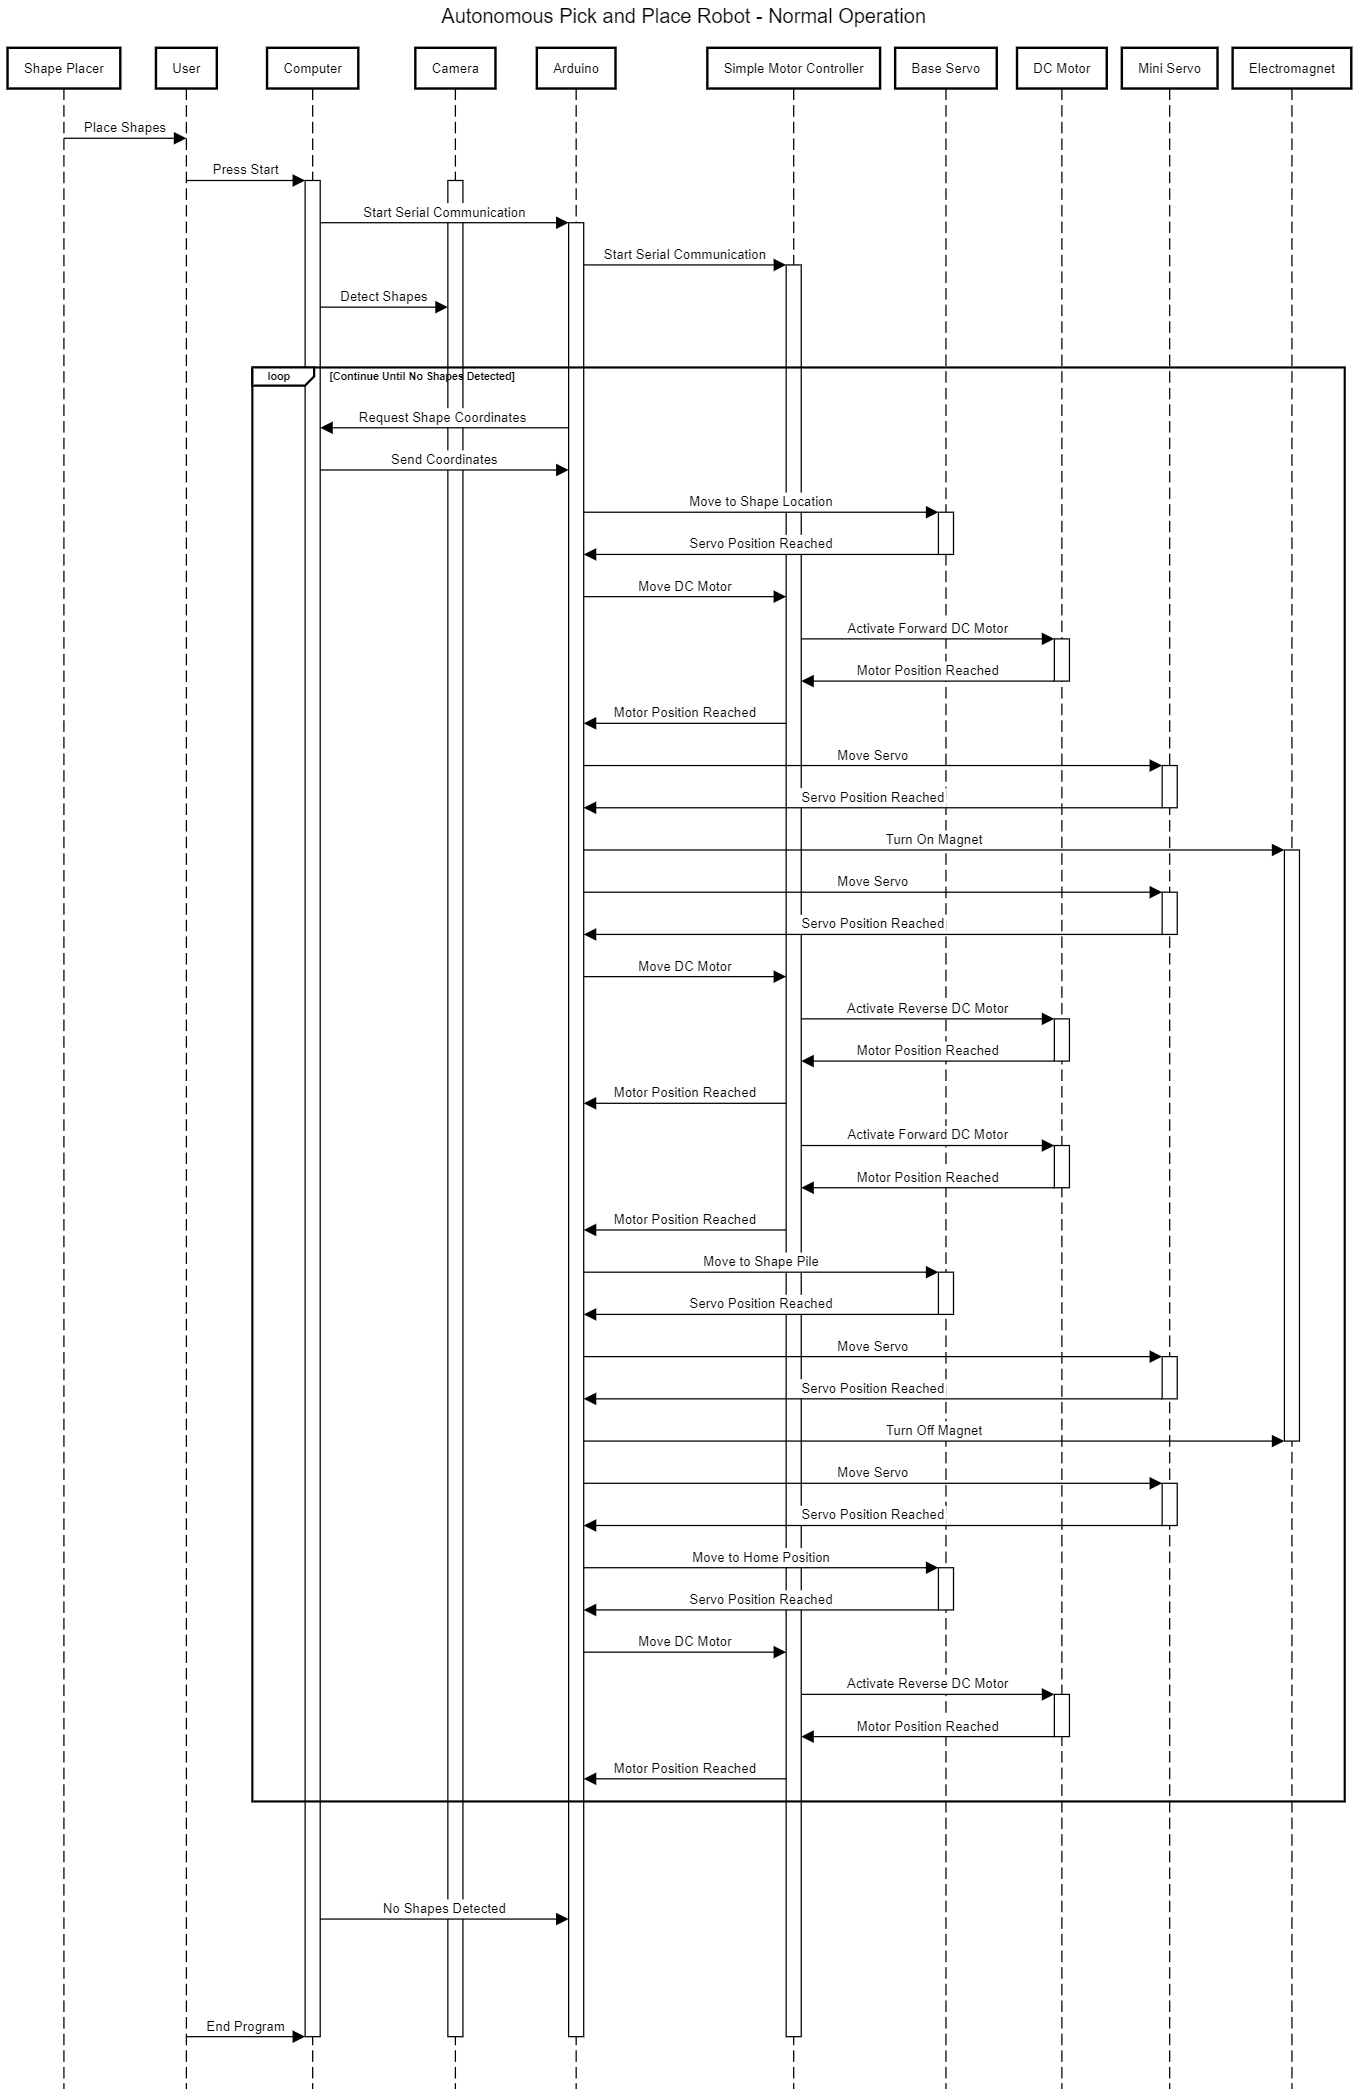 Autonomous Pick and Place Robot - Normal Operation
Shape Placer
User
Computer
Camera
Arduino
Simple Motor Controller
Base Servo
DC Motor
Mini Servo
Electromagnet
Place Shapes
Press Start
Start Serial Communication
Start Serial Communication
Detect Shapes
loop
[Continue Until No Shapes Detected]
Request Shape Coordinates
Send Coordinates
Move to Shape Location
Servo Position Reached
Move DC Motor
Activate Forward DC Motor
Motor Position Reached
Motor Position Reached
Move Servo
Servo Position Reached
Turn On Magnet
Move Servo
Servo Position Reached
Move DC Motor
Activate Reverse DC Motor
Motor Position Reached
Motor Position Reached
Activate Forward DC Motor
Motor Position Reached
Motor Position Reached
Move to Shape Pile
Servo Position Reached
Move Servo
Servo Position Reached
Turn Off Magnet
Move Servo
Servo Position Reached
Move to Home Position
Servo Position Reached
Move DC Motor
Activate Reverse DC Motor
Motor Position Reached
Motor Position Reached
No Shapes Detected
End Program